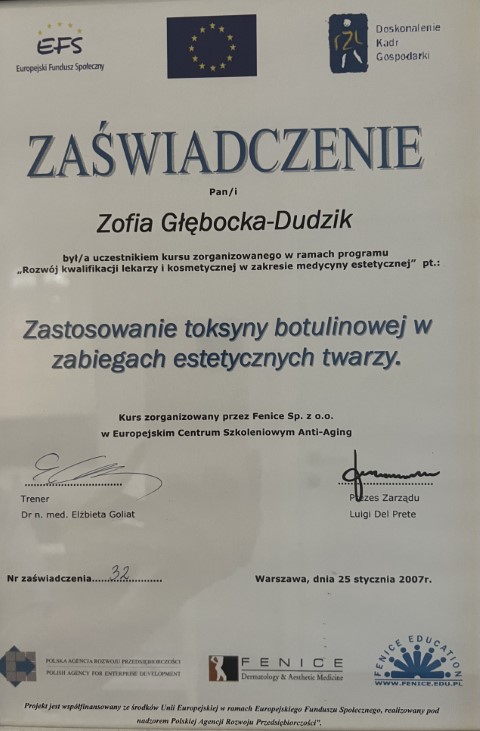 EFS
Europejski Fundusz Społeczny
rzl
Doskonalenie
Kadr
Gospodarki
ZAŚWIADCZENIE
Pan/i
Zofia Głębocka-Dudzik
był/a uczestnikiem kursu zorganizowanego w ramach programu
„Rozwój kwalifikacji lekarzy i kosmetycznej w zakresie medycyny estetycznej” pt.:
Zastosowanie toksyny botulinowej w
zabiegach estetycznych twarzy.
Kurs zorganizowany przez Fenice Sp. z o.o.
w Europejskim Centrum Szkoleniowym Anti-Aging
Trener
Dr n. med. Elżbieta Goliat
Prezes Zarządu
Luigi Del Prete
Nr zaświadczenia......32............
Warszawa, dnia 25 stycznia 2007r.
POLSKA AGENCJA ROZWOJU PRZEDSIĘBIORCZOŚCI
POLISH AGENCY FOR ENTERPRISE DEVELOPMENT
FENICE
Dermatology & Aesthetic Medicine
FENICE EDUCATION
WWW.FENICE.EDU.PL
Projekt jest współfinansowany ze środków Unii Europejskiej w ramach Europejskiego Funduszu Społecznego, realizowany pod
nadzorem Polskiej Agencji Rozwoju Przedsiębiorczości”.